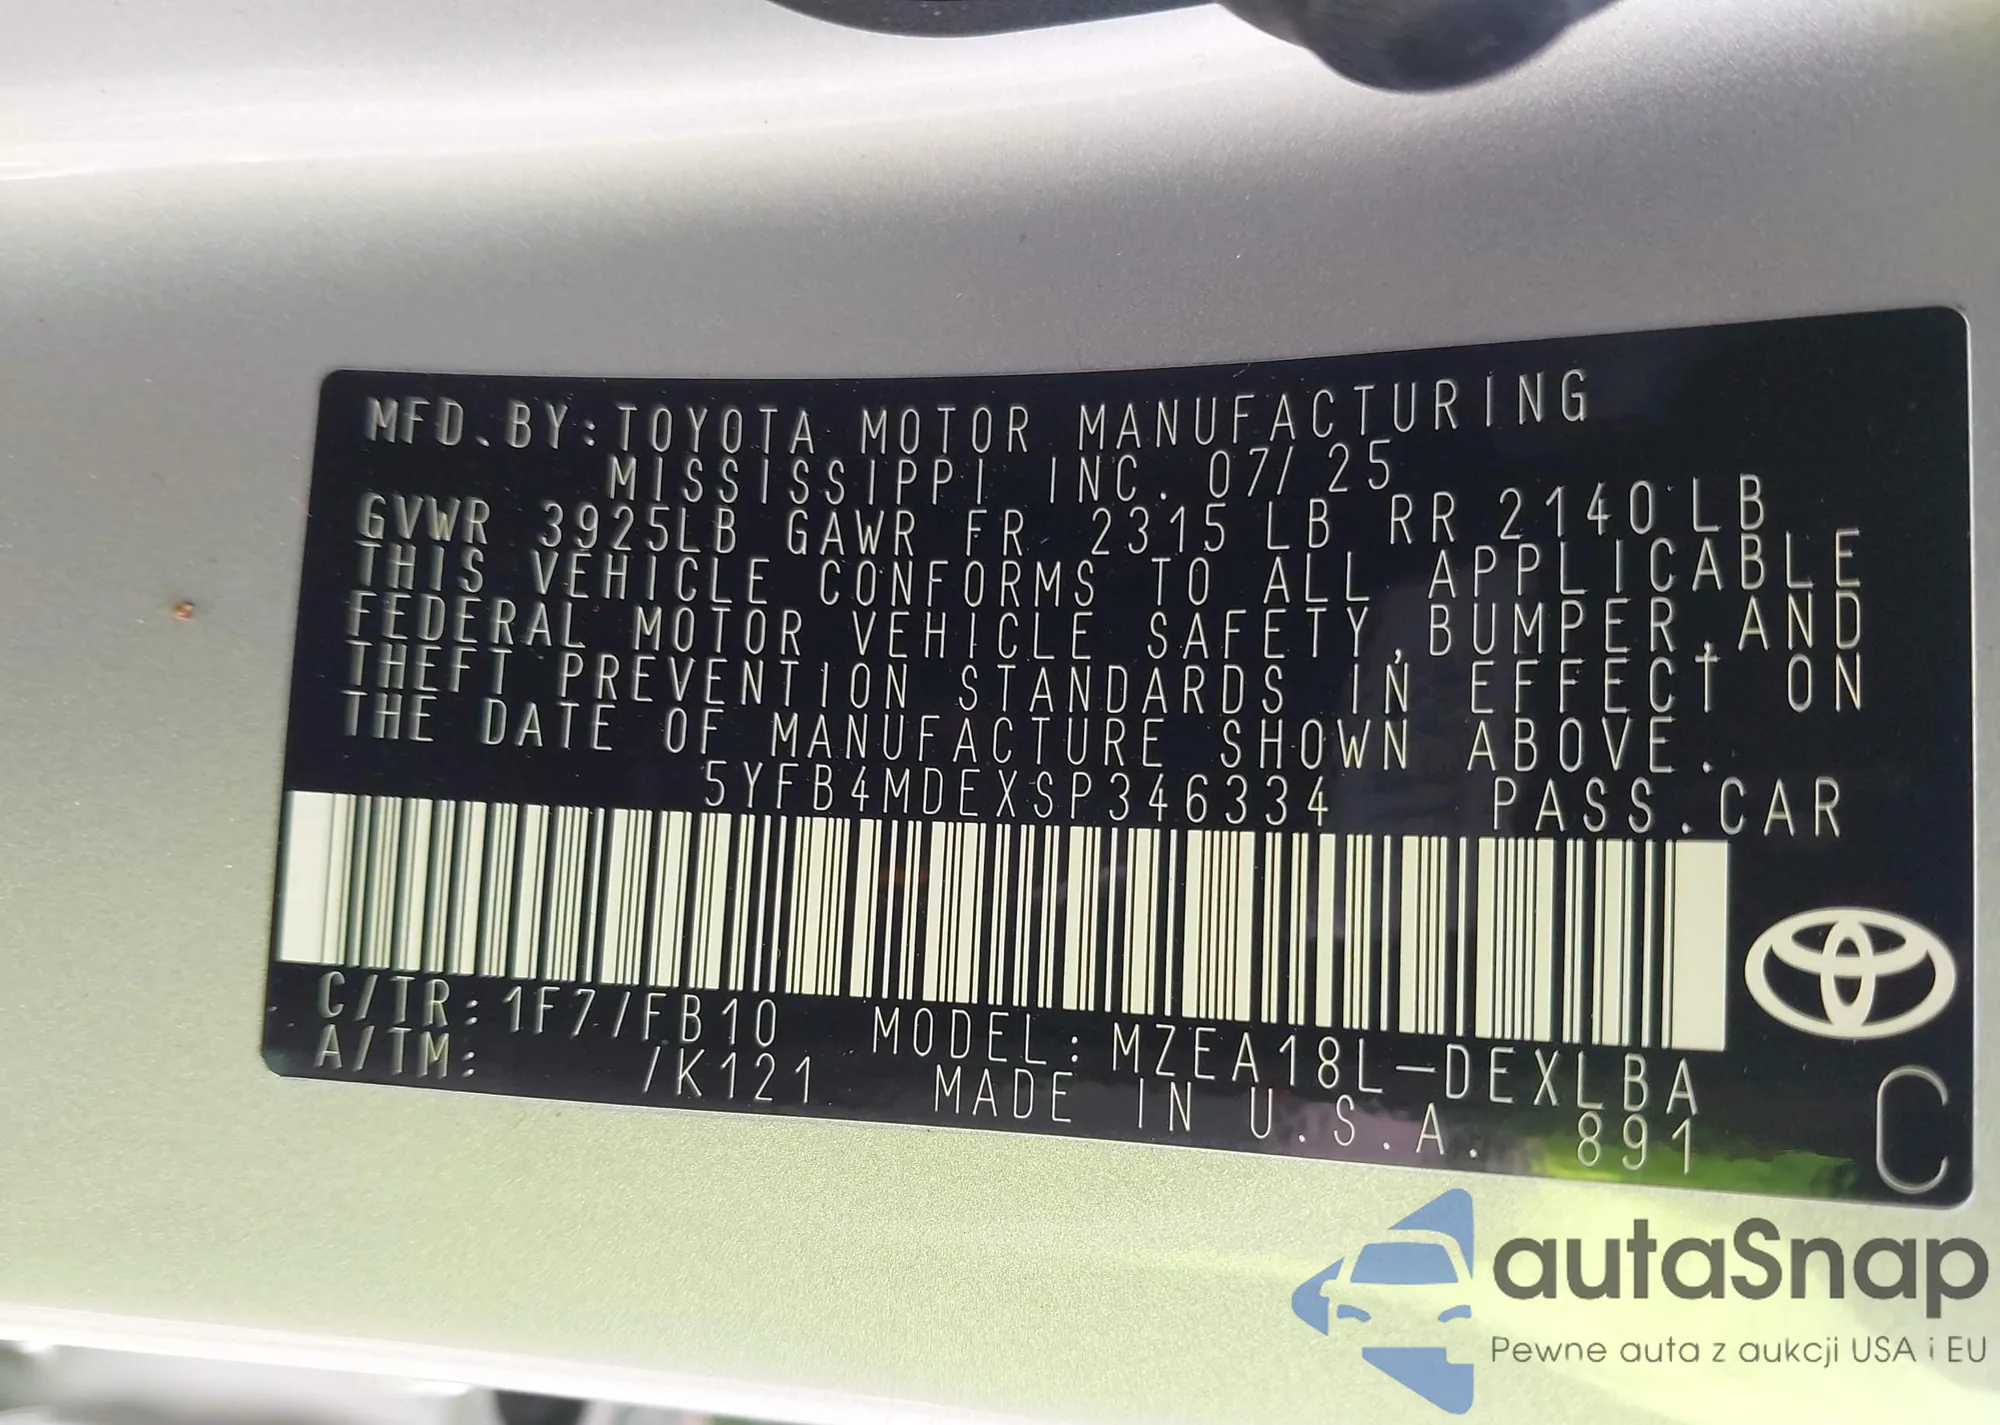 MFD. BY: TOYOTA MOTOR MANUFACTURING
MISSISSIPPI INC. 07/25
GVWR 3925LB GAWR FR 2315 LB RR 2140 LB
THIS VEHICLE CONFORMS TO ALL APPLICABLE
FEDERAL MOTOR VEHICLE SAFETY, BUMPER, AND
THEFT PREVENTION STANDARDS IN EFFECT ON
THE DATE OF MANUFACTURE SHOWN ABOVE.
5YFB4MDEXSP346334 PASS. CAR
C/TR: 1F7/FB10 MODEL: MZEA18L-DEXLBA
A/TM: /K121 MADE IN U.S.A. 891
C
autaSnap
Pewne auta z aukcji USA i EU